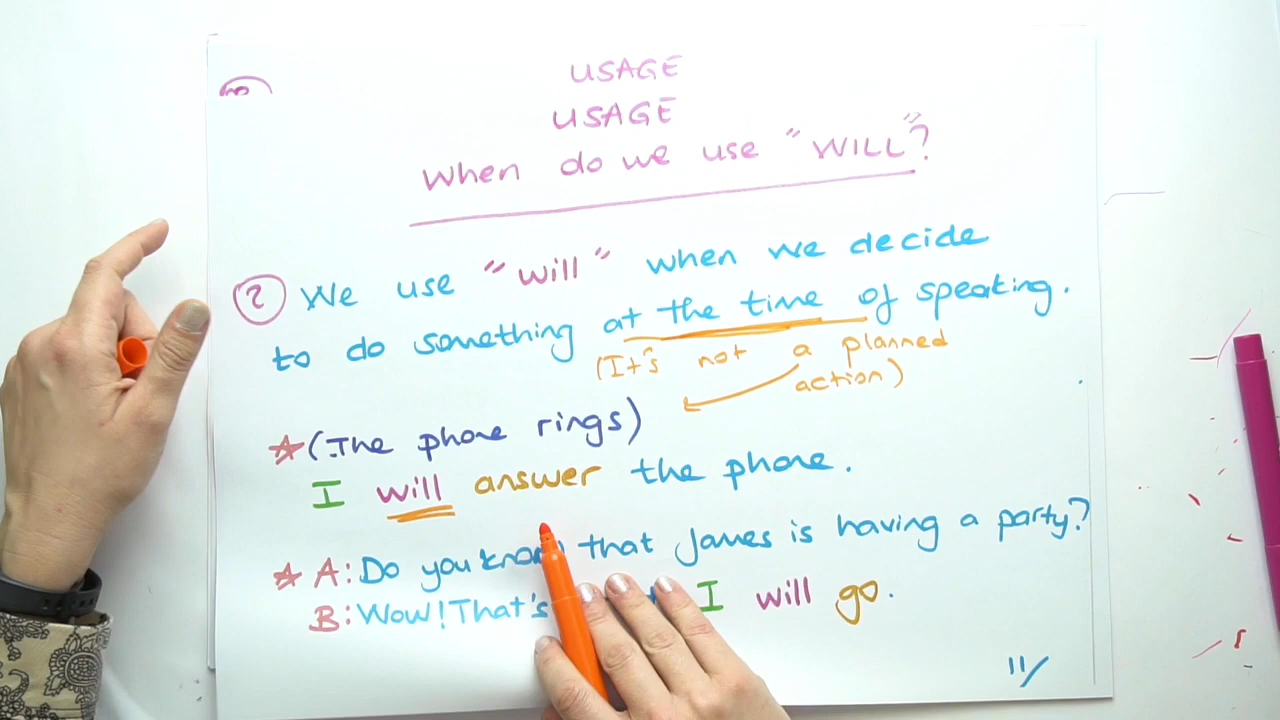 USAGE
USAGE
When do we use "WILL"?
2 We use "will" when we decide
to do something at the time of speaking.
(It's not a planned
action)
(The phone rings)
I will answer the phone.
A: Do you know that James is having a party?
B: Wow! That's I will go.
11/